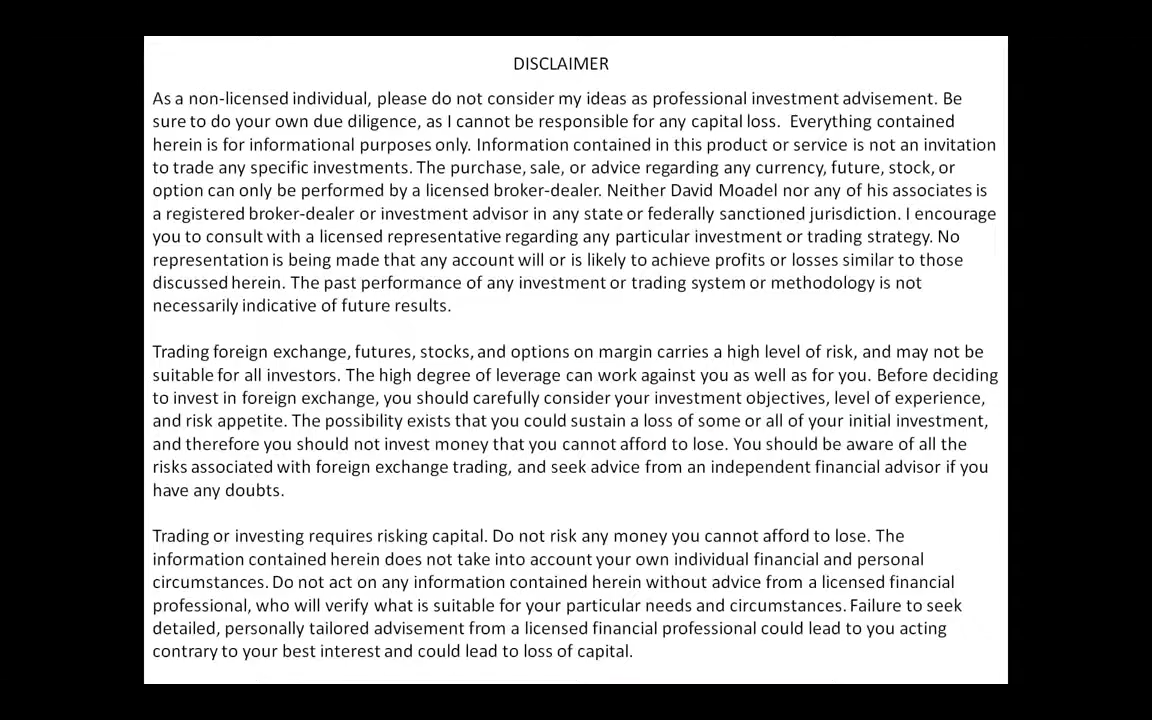 DISCLAIMER
As a non-licensed individual, please do not consider my ideas as professional investment advisement. Be
sure to do your own due diligence, as I cannot be responsible for any capital loss. Everything contained
herein is for informational purposes only. Information contained in this product or service is not an invitation
to trade any specific investments. The purchase, sale, or advice regarding any currency, future, stock, or
option can only be performed by a licensed broker-dealer. Neither David Moadel nor any of his associates is
a registered broker-dealer or investment advisor in any state or federally sanctioned jurisdiction. I encourage
you to consult with a licensed representative regarding any particular investment or trading strategy. No
representation is being made that any account will or is likely to achieve profits or losses similar to those
discussed herein. The past performance of any investment or trading system or methodology is not
necessarily indicative of future results.
Trading foreign exchange, futures, stocks, and options on margin carries a high level of risk, and may not be
suitable for all investors. The high degree of leverage can work against you as well as for you. Before deciding
to invest in foreign exchange, you should carefully consider your investment objectives, level of experience,
and risk appetite. The possibility exists that you could sustain a loss of some or all of your initial investment,
and therefore you should not invest money that you cannot afford to lose. You should be aware of all the
risks associated with foreign exchange trading, and seek advice from an independent financial advisor if you
have any doubts.
Trading or investing requires risking capital. Do not risk any money you cannot afford to lose. The
information contained herein does not take into account your own individual financial and personal
circumstances. Do not act on any information contained herein without advice from a licensed financial
professional, who will verify what is suitable for your particular needs and circumstances. Failure to seek
detailed, personally tailored advisement from a licensed financial professional could lead to you acting
contrary to your best interest and could lead to loss of capital.